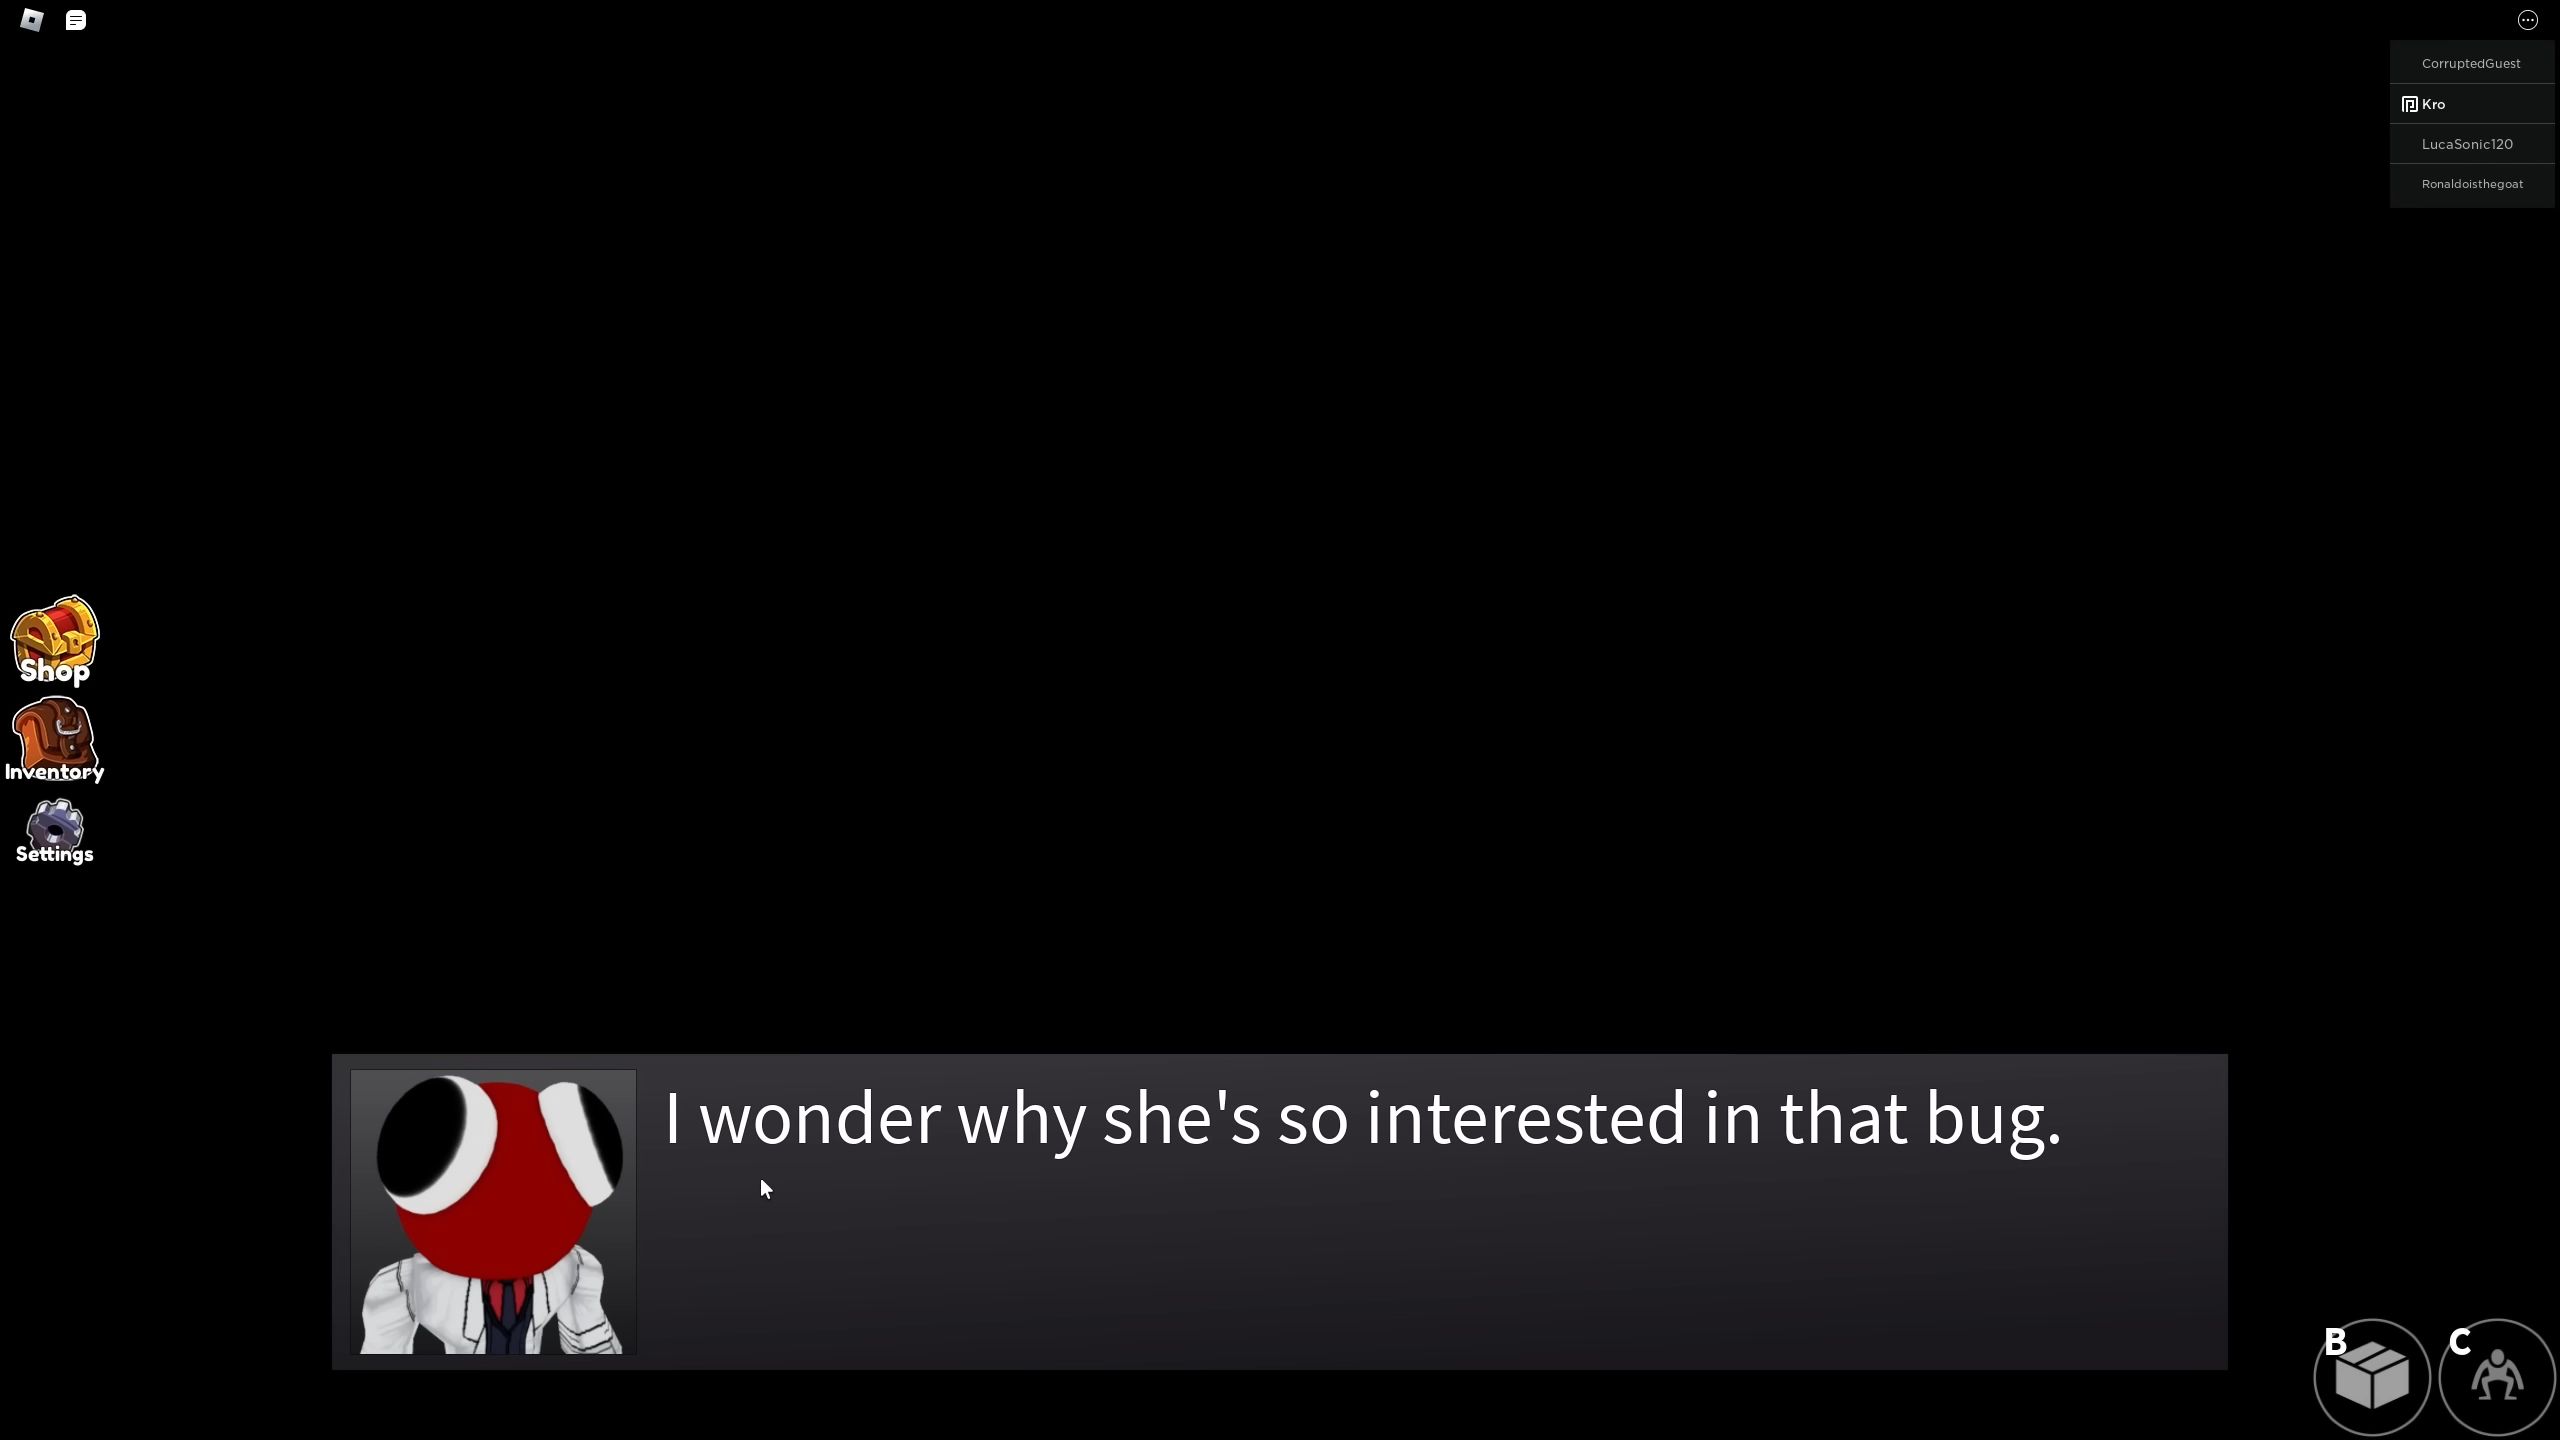 CorruptedGuest
Kro
LucaSonic120
Ronaldoisthegoat
Shop
Inventory
Settings
I wonder why she's so interested in that bug.
B
C